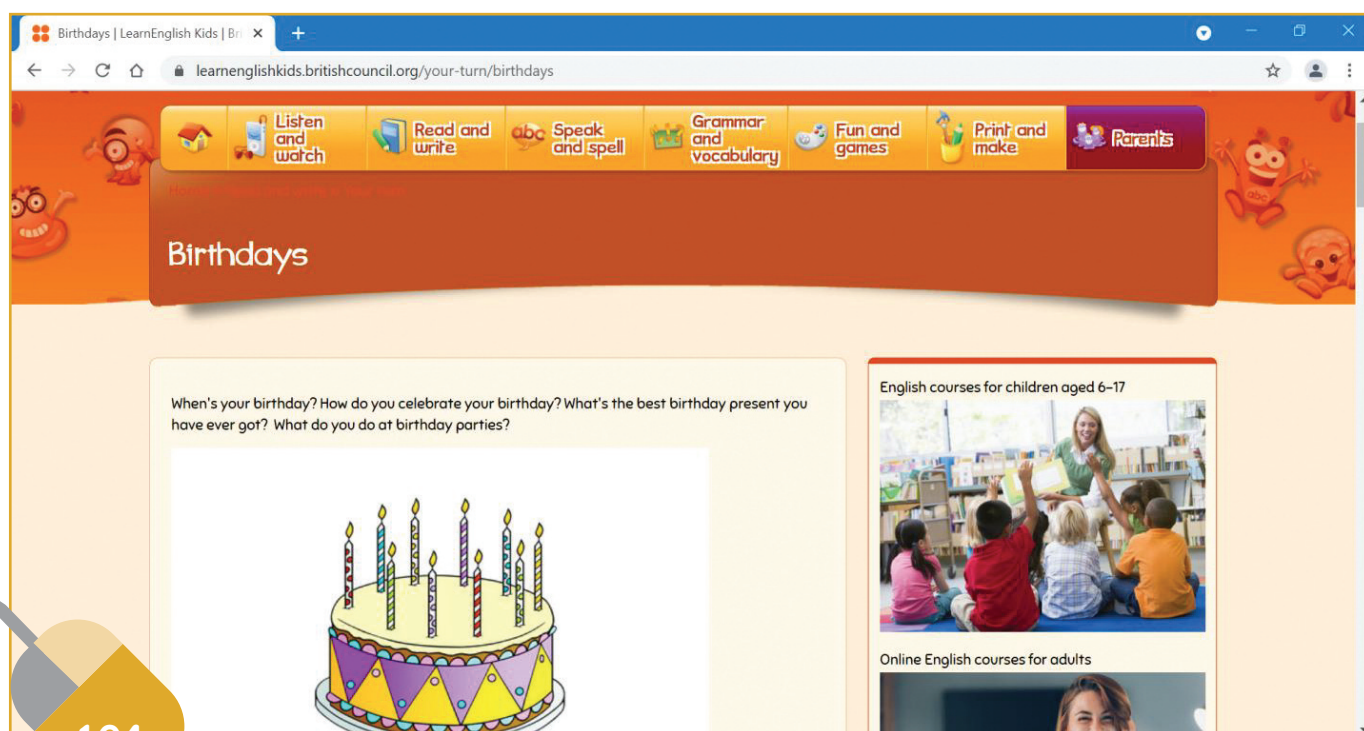 Birthdays | LearnEnglish Kids | Bri
learnenglishkids.britishcouncil.org/your-turn/birthdays
Listen
and
watch
Read and
write
abc
Speak
and spell
Grammar
and
vocabulary
Fun and
games
Print and
make
Parents
abc
Birthdays
When's your birthday? How do you celebrate your birthday? What's the best birthday present you
have ever got? What do you do at birthday parties?
English courses for children aged 6–17
Online English courses for adults